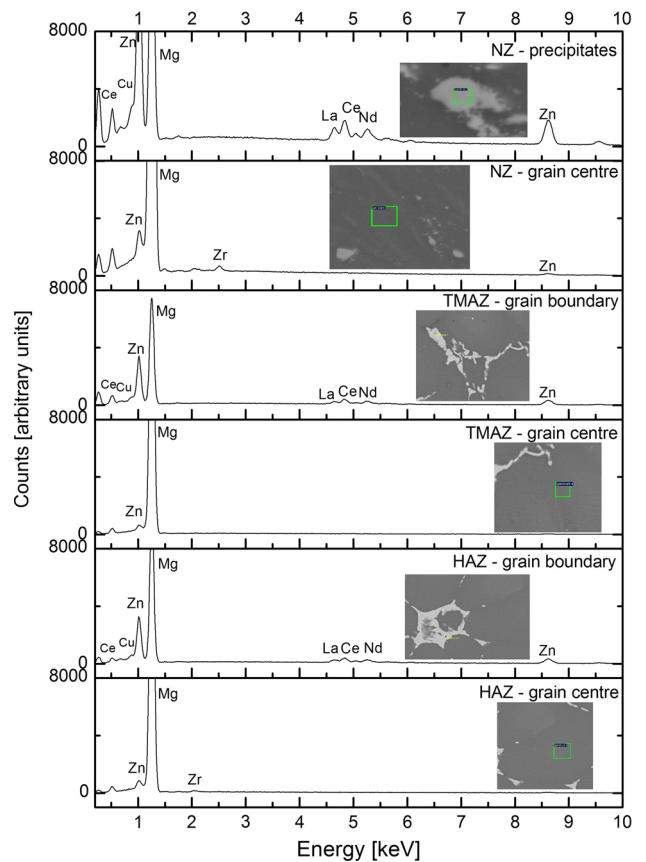 1 2 3 4 5 6 7 8 9 10
8000 NZ - precipitates
Zn Mg
Ce Cu La Ce Nd Zn
0
8000 NZ - grain centre
Mg
Zn Zr Zn
0
8000 TMAZ - grain boundary
Mg
Zn
Ce Cu La Ce Nd Zn
0
8000 TMAZ - grain centre
Mg
Zn
0
8000 HAZ - grain boundary
Mg
Zn
Ce Cu La Ce Nd Zn
0
8000 HAZ - grain centre
Mg
Zn Zr
0
1 2 3 4 5 6 7 8 9 10
Energy [keV]
Counts [arbitrary units]